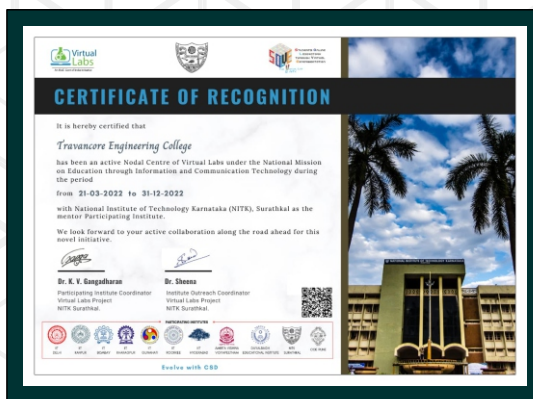 Virtual
Labs
CERTIFICATE OF RECOGNITION
It is hereby certified that
Travancore Engineering College
has been an active Nodal Centre of Virtual Labs under the National Mission
on Education through Information and Communication Technology during
the period
from 21-03-2022 to 31-12-2022
with National Institute of Technology Karnataka (NITK), Surathkal as the
mentor Participating Institute.
We look forward to your active collaboration along the road ahead for this
novel initiative.
Dr. K. V. Gangadharan
Participating Institute Coordinator
Virtual Labs Project
NITK Surathkal.
Dr. Sheena
Institute Outreach Coordinator
Virtual Labs Project
NITK Surathkal.
PARTICIPATING INSTITUTES
Evolve with CSD